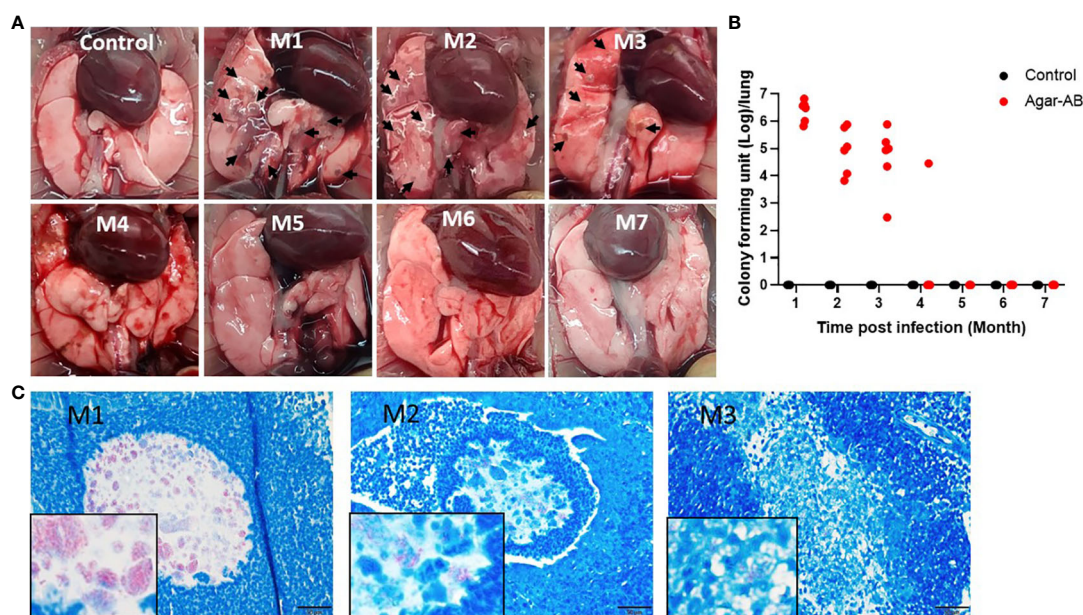 A
Control
M1
M2
M3
M4
M5
M6
M7
B
Control
Agar-AB
Colony forming unit (Log)/lung
7
6
5
4
3
2
1
0
1 2 3 4 5 6 7
Time post infection (Month)
C
M1
M2
M3